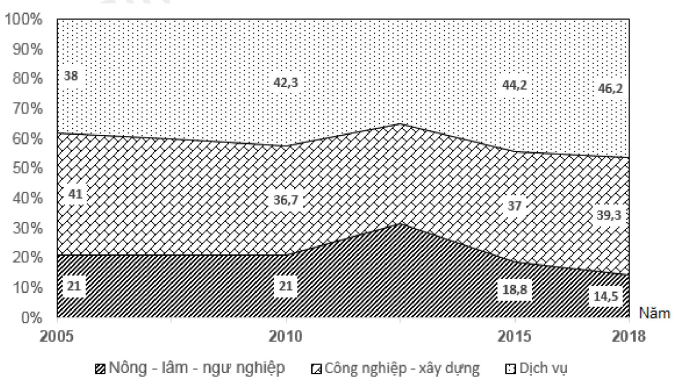 100%
90%
80%
70%
60%
50%
40%
30%
20%
10%
0%
38 42,3 44,2 46,2
41 36,7 37 39,3
21 21 18,8 14,5
Năm
2005 2010 2015 2018
Nông - lâm - ngư nghiệp Công nghiệp - xây dựng Dịch vụ